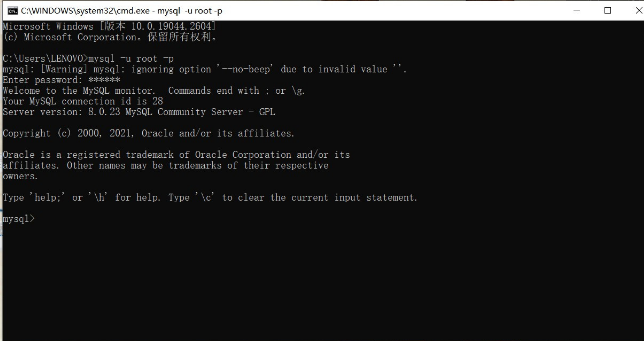 C:\WINDOWS\system32\cmd.exe - mysql -u root -p
Microsoft Windows [版本 10.0.19044.2604]
(c) Microsoft Corporation。保留所有权利。
C:\Users\LENOVO>mysql -u root -p
mysql: [Warning] mysql: ignoring option '--no-beep' due to invalid value ''.
Enter password: ******
Welcome to the MySQL monitor.  Commands end with ; or \g.
Your MySQL connection id is 28
Server version: 8.0.23 MySQL Community Server - GPL
Copyright (c) 2000, 2021, Oracle and/or its affiliates.
Oracle is a registered trademark of Oracle Corporation and/or its
affiliates. Other names may be trademarks of their respective
owners.
Type 'help;' or '\h' for help. Type '\c' to clear the current input statement.
mysql>